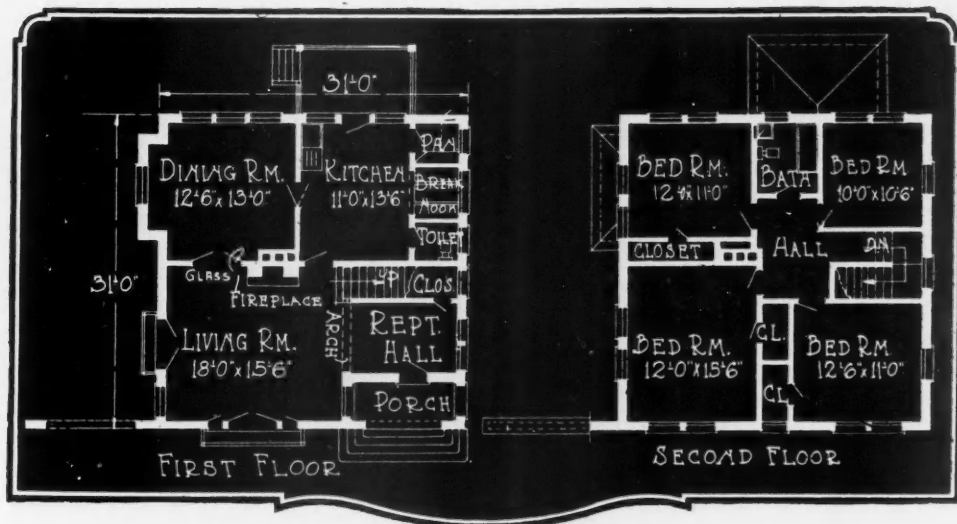 31'-0"
DINING RM.
12'-6" x 13'-0"
KITCHEN
11'-0" x 13'-6"
PAN
BREAK
NOOK
TOILET
GLASS
FIREPLACE
UP
CLOS.
31'-0"
LIVING RM.
18'-0" x 15'-6"
ARCH
REPT.
HALL
PORCH
FIRST FLOOR
BED RM.
BATH
BED RM
10'-0" x 10'-6"
CLOSET
HALL
DN
BED RM.
12'-0" x 15'-6"
CL.
CL
BED RM
12'-6" x 11'-0"
SECOND FLOOR